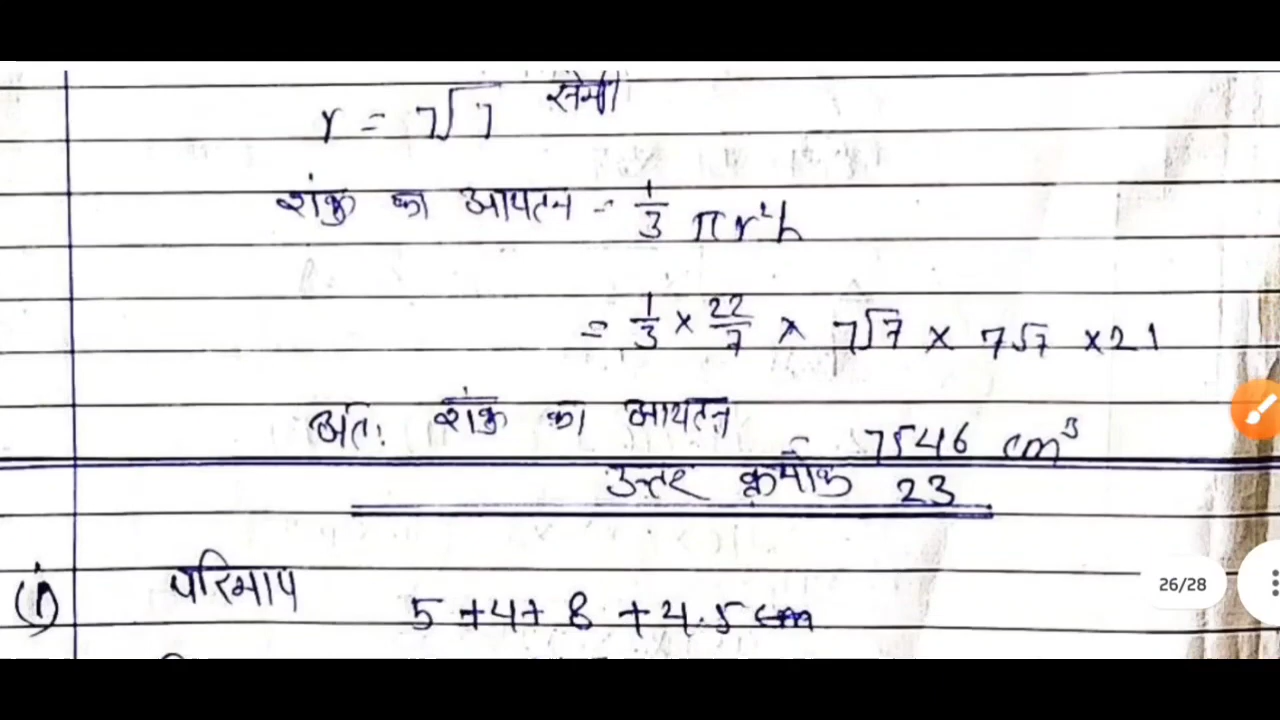 r = 7√7 सेमी
शंकु का आयतन = 1/3 πr²h
= 1/3 × 22/7 × 7√7 × 7√7 × 21
अतः शंकु का आयतन = 7546 cm³
उत्तर क्रमांक 23
(i) परिमाप 5+4+8+4.5 cm
26/28